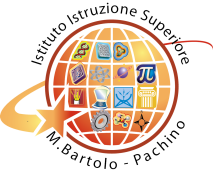 Istituto Istruzione Superiore
π
M.Bartolo - Pachino